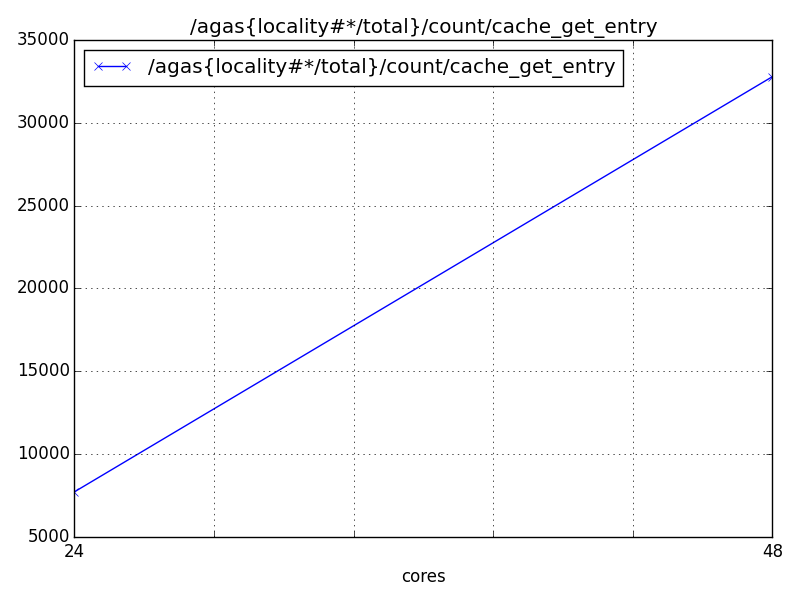 /agas{locality#*/total}/count/cache_get_entry
35000
/agas{locality#*/total}/count/cache_get_entry
30000
25000
20000
15000
10000
5000
24 48
cores